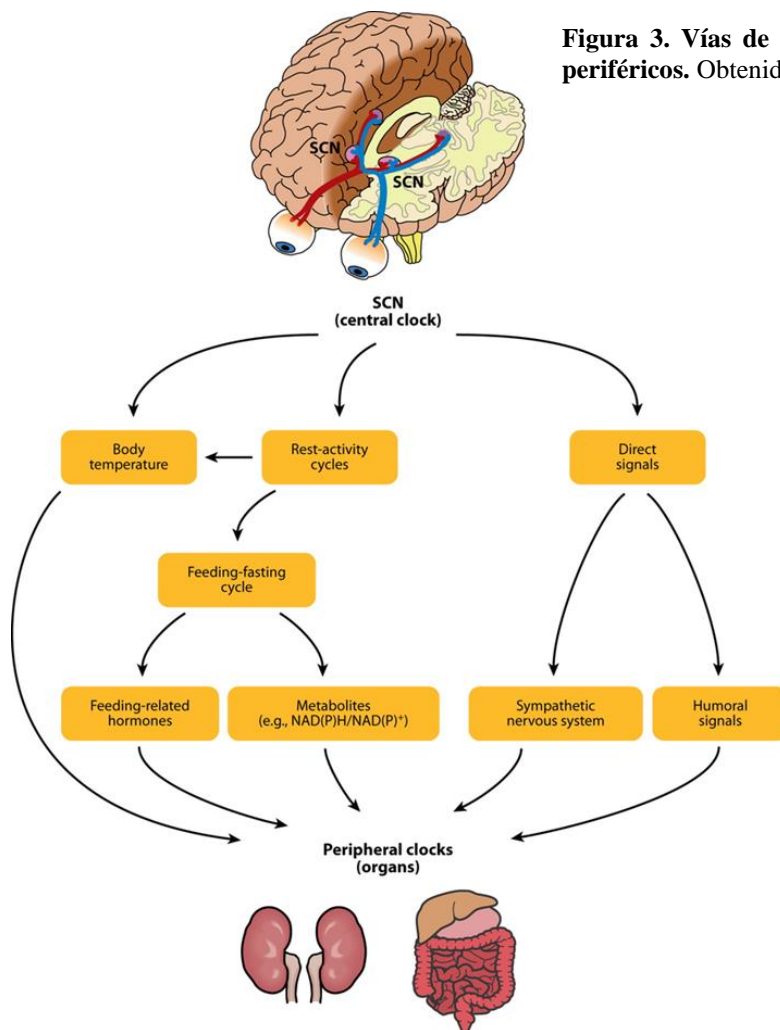 Figura 3. Vías de
periféricos. Obtenid
SCN
SCN
SCN
(central clock)
Body
temperature
Rest-activity
cycles
Direct
signals
Feeding-fasting
cycle
Feeding-related
hormones
Metabolites
(e.g., NAD(P)H/NAD(P)⁺)
Sympathetic
nervous system
Humoral
signals
Peripheral clocks
(organs)